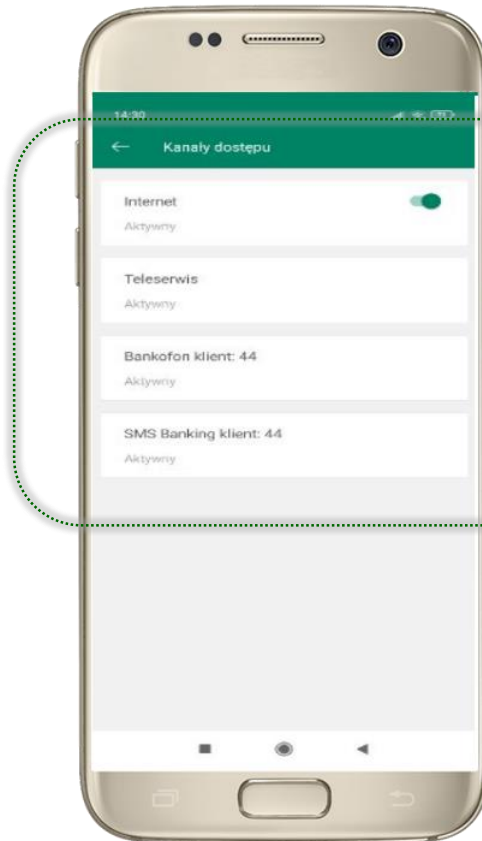 14:30
Kanały dostępu
Internet
Aktywny
Teleserwis
Aktywny
Bankofon klient: 44
Aktywny
SMS Banking klient: 44
Aktywny